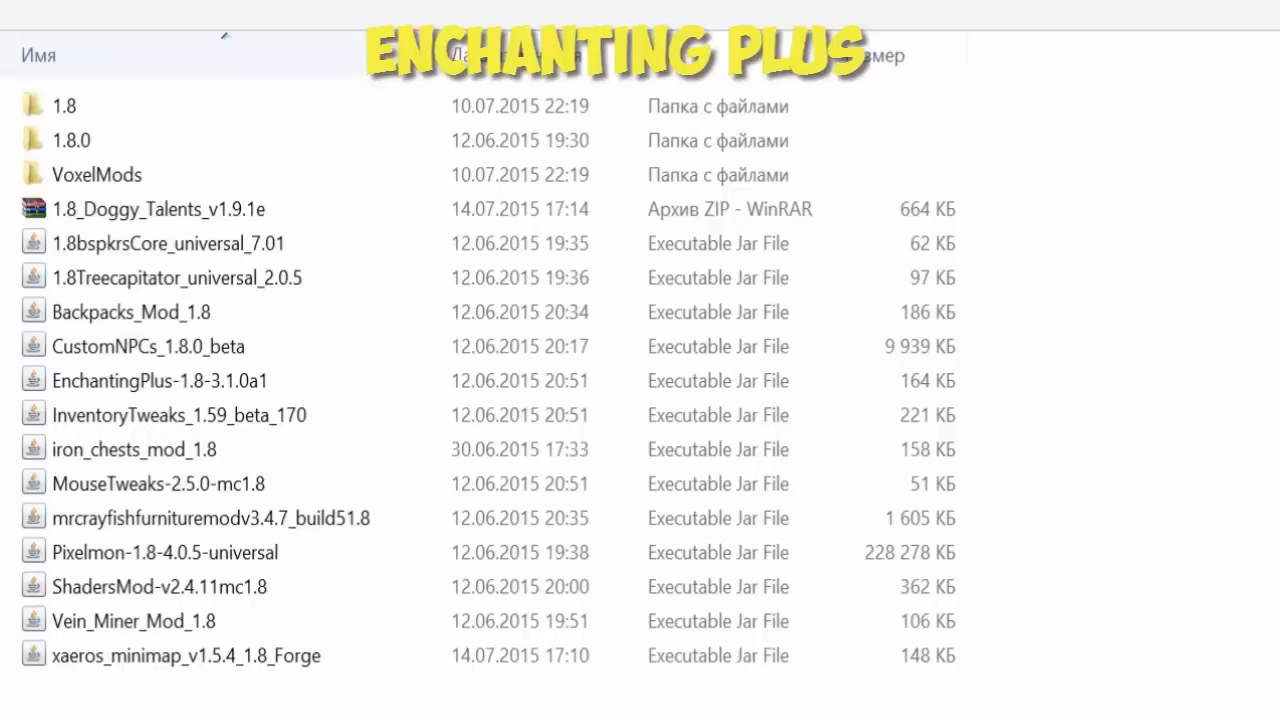 ENCHANTING PLUS
Имя
1.8 10.07.2015 22:19 Папка с файлами
1.8.0 12.06.2015 19:30 Папка с файлами
VoxelMods 10.07.2015 22:19 Папка с файлами
1.8_Doggy_Talents_v1.9.1e 14.07.2015 17:14 Архив ZIP - WinRAR 664 КБ
1.8bspkrsCore_universal_7.01 12.06.2015 19:35 Executable Jar File 62 КБ
1.8Treecapitator_universal_2.0.5 12.06.2015 19:36 Executable Jar File 97 КБ
Backpacks_Mod_1.8 12.06.2015 20:34 Executable Jar File 186 КБ
CustomNPCs_1.8.0_beta 12.06.2015 20:17 Executable Jar File 9 939 КБ
EnchantingPlus-1.8-3.1.0a1 12.06.2015 20:51 Executable Jar File 164 КБ
InventoryTweaks_1.59_beta_170 12.06.2015 20:51 Executable Jar File 221 КБ
iron_chests_mod_1.8 30.06.2015 17:33 Executable Jar File 158 КБ
MouseTweaks-2.5.0-mc1.8 12.06.2015 20:51 Executable Jar File 51 КБ
mrcrayfishfurnituremodv3.4.7_build51.8 12.06.2015 20:35 Executable Jar File 1 605 КБ
Pixelmon-1.8-4.0.5-universal 12.06.2015 19:38 Executable Jar File 228 278 КБ
ShadersMod-v2.4.11mc1.8 12.06.2015 20:00 Executable Jar File 362 КБ
Vein_Miner_Mod_1.8 12.06.2015 19:51 Executable Jar File 106 КБ
xaeros_minimap_v1.5.4_1.8_Forge 14.07.2015 17:10 Executable Jar File 148 КБ